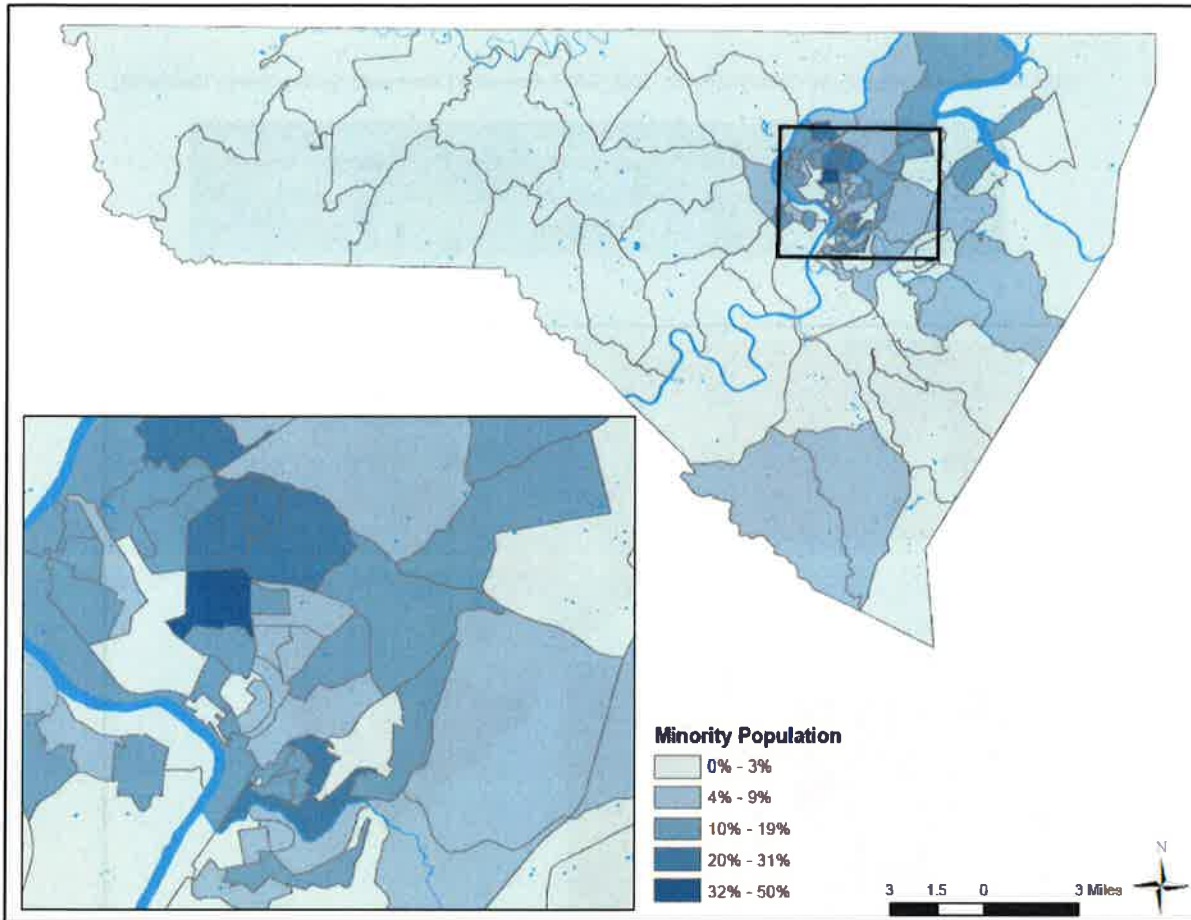 Minority Population
0% - 3%
4% - 9%
10% - 19%
20% - 31%
32% - 50%
N
3 1.5 0 3 Miles